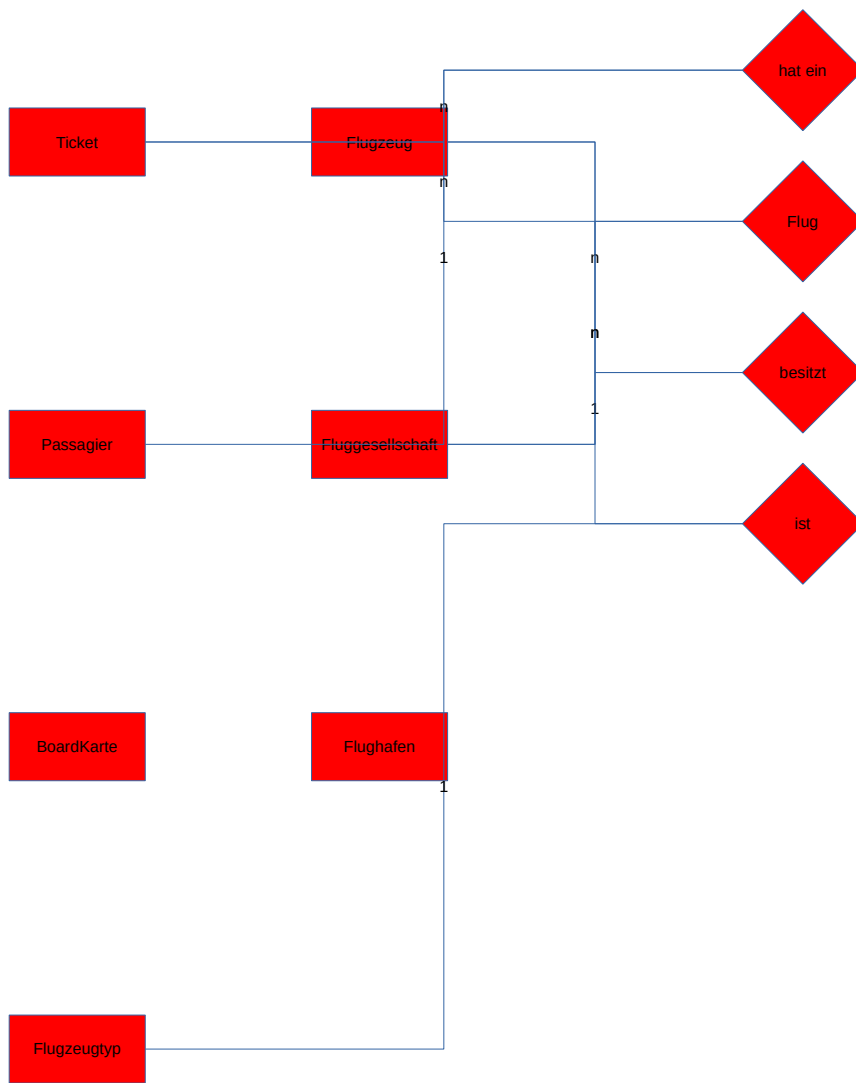 hat ein
n
Ticket
Flugzeug
n
Flug
1
n
n
besitzt
1
Passagier
Fluggesellschaft
ist
BoardKarte
Flughafen
1
Flugzeugtyp